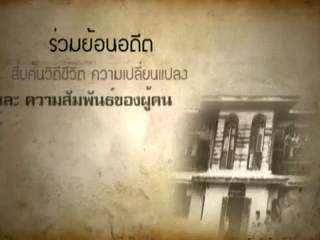 ร่วมย้อนอดีต
สืบค้นวิถีชีวิต ความเปลี่ยนแปลง
และ ความสัมพันธ์ของผู้คน